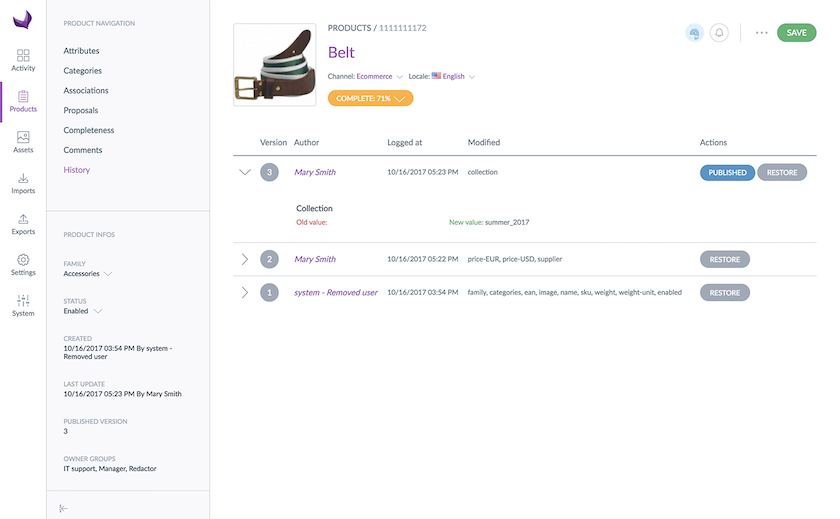 Activity
Products
Assets
Imports
Exports
Settings
System
PRODUCT NAVIGATION
Attributes
Categories
Associations
Proposals
Completeness
Comments
History
PRODUCT INFOS
FAMILY
Accessories
STATUS
Enabled
CREATED
10/16/2017 03:54 PM By system -
Removed user
LAST UPDATE
10/16/2017 05:23 PM By Mary Smith
PUBLISHED VERSION
3
OWNER GROUPS
IT support, Manager, Redactor
PRODUCTS / 1111111172
SAVE
Belt
Channel: Ecommerce Locale: English
COMPLETE: 71%
Version Author Logged at Modified Actions
3 Mary Smith 10/16/2017 05:23 PM collection PUBLISHED RESTORE
Collection
Old value: New value: summer_2017
2 Mary Smith 10/16/2017 05:22 PM price-EUR, price-USD, supplier RESTORE
1 system - Removed user 10/16/2017 03:54 PM family, categories, ean, image, name, sku, weight, weight-unit, enabled RESTORE